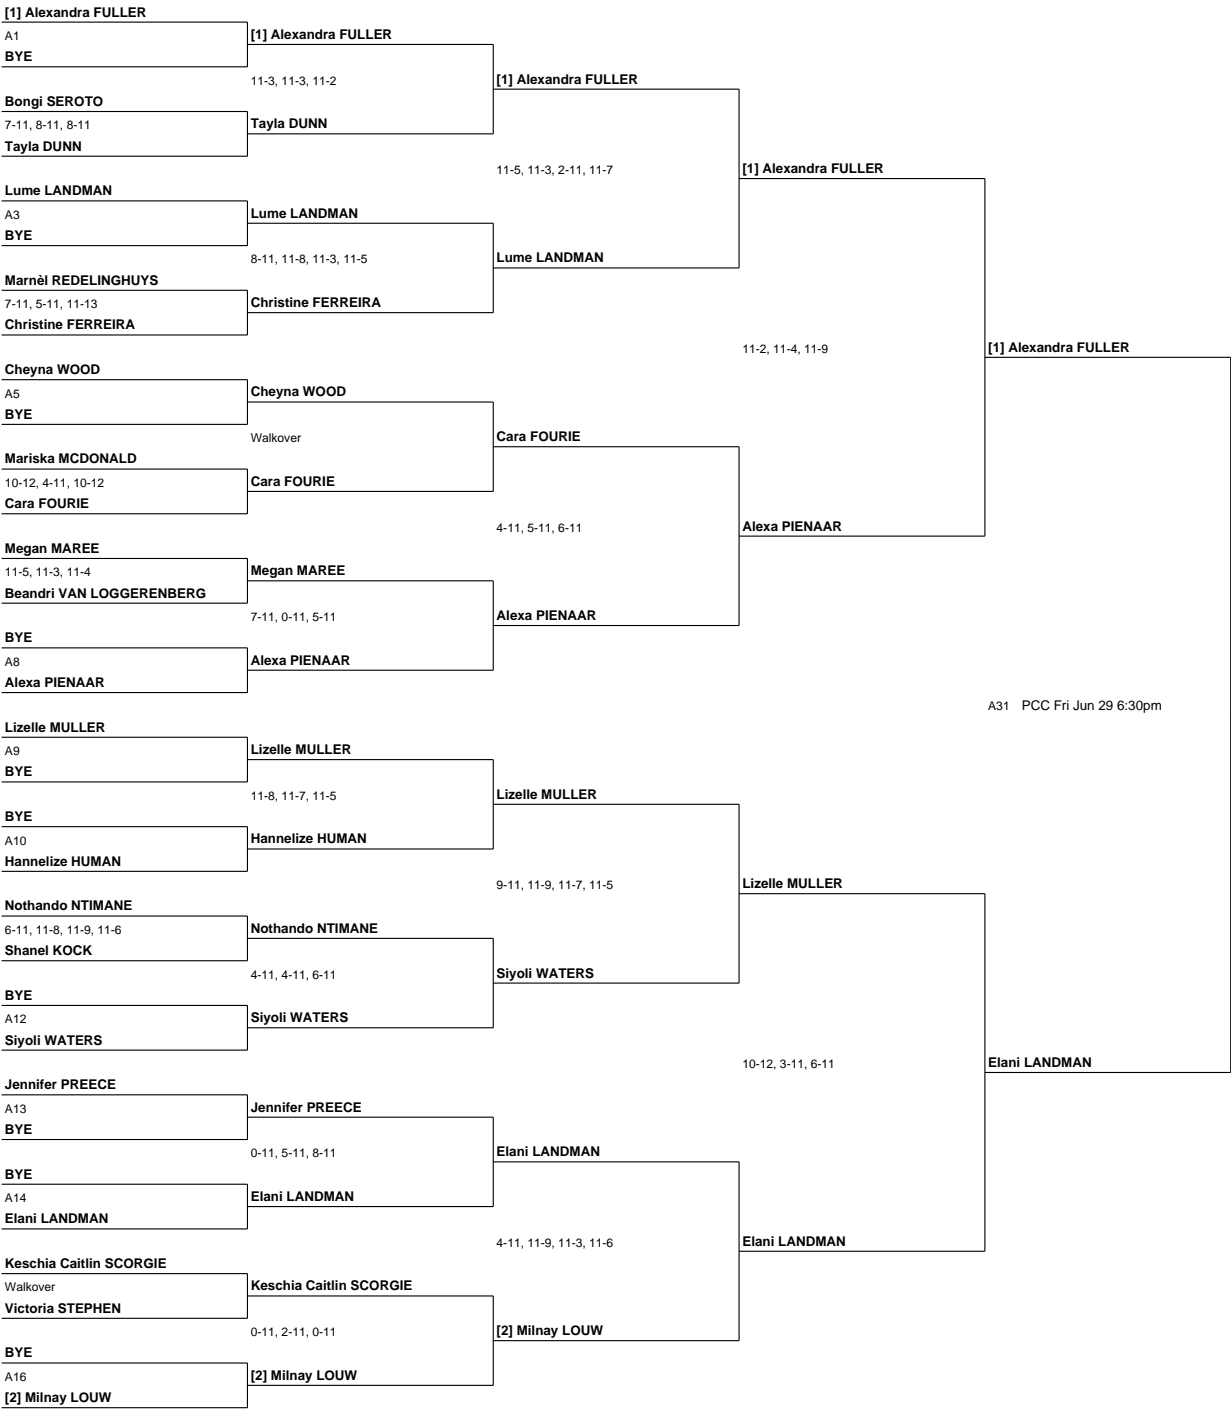 [1] Alexandra FULLER
A1
BYE
Bongi SEROTO
7-11, 8-11, 8-11
Tayla DUNN
Lume LANDMAN
A3
BYE
Marnèl REDELINGHUYS
7-11, 5-11, 11-13
Christine FERREIRA
Cheyna WOOD
A5
BYE
Mariska MCDONALD
10-12, 4-11, 10-12
Cara FOURIE
Megan MAREE
11-5, 11-3, 11-4
Beandri VAN LOGGERENBERG
BYE
A8
Alexa PIENAAR
Lizelle MULLER
A9
BYE
BYE
A10
Hannelize HUMAN
Nothando NTIMANE
6-11, 11-8, 11-9, 11-6
Shanel KOCK
BYE
A12
Siyoli WATERS
Jennifer PREECE
A13
BYE
BYE
A14
Elani LANDMAN
Keschia Caitlin SCORGIE
Walkover
Victoria STEPHEN
BYE
A16
[2] Milnay LOUW
[1] Alexandra FULLER
11-3, 11-3, 11-2
Tayla DUNN
Lume LANDMAN
8-11, 11-8, 11-3, 11-5
Christine FERREIRA
Cheyna WOOD
Walkover
Cara FOURIE
Megan MAREE
7-11, 0-11, 5-11
Alexa PIENAAR
Lizelle MULLER
11-8, 11-7, 11-5
Hannelize HUMAN
Nothando NTIMANE
4-11, 4-11, 6-11
Siyoli WATERS
Jennifer PREECE
0-11, 5-11, 8-11
Elani LANDMAN
Keschia Caitlin SCORGIE
0-11, 2-11, 0-11
[2] Milnay LOUW
[1] Alexandra FULLER
11-5, 11-3, 2-11, 11-7
Lume LANDMAN
Cara FOURIE
4-11, 5-11, 6-11
Alexa PIENAAR
Lizelle MULLER
9-11, 11-9, 11-7, 11-5
Siyoli WATERS
Elani LANDMAN
4-11, 11-9, 11-3, 11-6
[2] Milnay LOUW
[1] Alexandra FULLER
11-2, 11-4, 11-9
Alexa PIENAAR
Lizelle MULLER
10-12, 3-11, 6-11
Elani LANDMAN
[1] Alexandra FULLER
A31 PCC Fri Jun 29 6:30pm
Elani LANDMAN